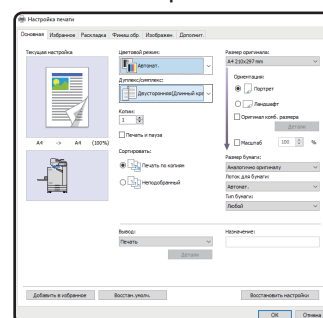 Настройка печати
Основная Избранное Раскладка Финиш.обр. Изображен. Дополнит.
Текущая настройка
A4 -> A4 (100%)
Цветовой режим:
Автомат.
Дуплекс/комплекс:
Двусторонняя(Длинный кра
Копии:
1
Печать и пауза
Сортировать:
Печать по копиям
Неподобранный
Вывод:
Печать
Детали
Размер оригинала:
A4 210x297 mm
Ориентация:
Портрет
Ландшафт
Оригинал комб. размера
Детали
Масштаб 100 %
Размер бумаги:
Аналогично оригиналу
Лоток для бумаги:
Автомат.
Тип бумаги:
Любой
Назначение:
Добавить в избранное Восстан.умолч. Восстановить настройки
OK Отмена